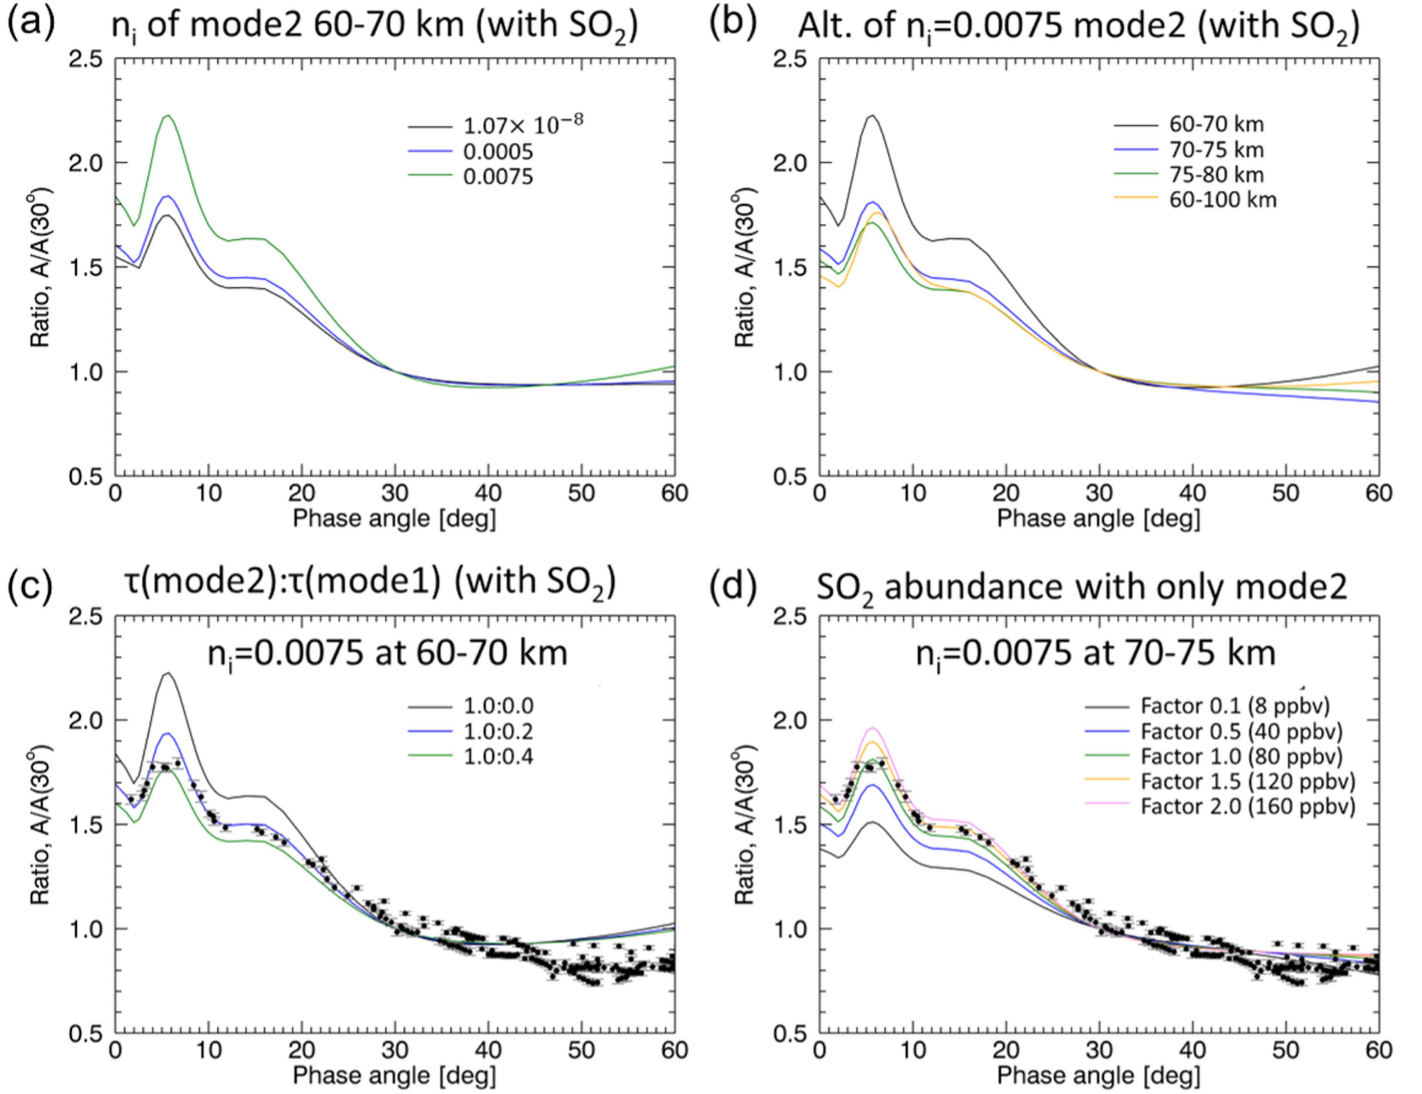 (a) nᵢ of mode2 60-70 km (with SO₂)
2.5
2.0
1.5
1.0
0.5
Ratio, A/A(30°)
1.07× 10⁻⁸
0.0005
0.0075
0 10 20 30 40 50 60
Phase angle [deg]
(b) Alt. of nᵢ=0.0075 mode2 (with SO₂)
2.5
2.0
1.5
1.0
0.5
Ratio, A/A(30°)
60-70 km
70-75 km
75-80 km
60-100 km
0 10 20 30 40 50 60
Phase angle [deg]
(c) τ(mode2):τ(mode1) (with SO₂)
nᵢ=0.0075 at 60-70 km
2.5
2.0
1.5
1.0
0.5
Ratio, A/A(30°)
1.0:0.0
1.0:0.2
1.0:0.4
0 10 20 30 40 50 60
Phase angle [deg]
(d) SO₂ abundance with only mode2
nᵢ=0.0075 at 70-75 km
2.5
2.0
1.5
1.0
0.5
Ratio, A/A(30°)
Factor 0.1 (8 ppbv)
Factor 0.5 (40 ppbv)
Factor 1.0 (80 ppbv)
Factor 1.5 (120 ppbv)
Factor 2.0 (160 ppbv)
0 10 20 30 40 50 60
Phase angle [deg]